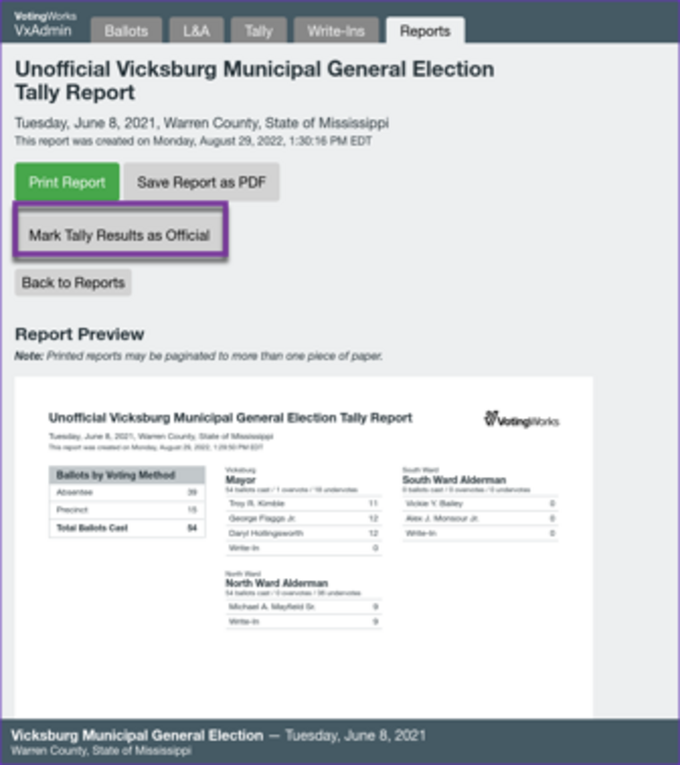 VotingWorks
VxAdmin
Ballots
L&A
Tally
Write-Ins
Reports
Unofficial Vicksburg Municipal General Election
Tally Report
Tuesday, June 8, 2021, Warren County, State of Mississippi
This report was created on Monday, August 29, 2022, 1:30:16 PM EDT
Print Report
Save Report as PDF
Mark Tally Results as Official
Back to Reports
Report Preview
Note: Printed reports may be paginated to more than one piece of paper.
Unofficial Vicksburg Municipal General Election Tally Report
VotingWorks
Tuesday, June 8, 2021, Warren County, State of Mississippi
This report was created on Monday, August 29, 2022, 1:29:50 PM EDT
Ballots by Voting Method
Absentee 39
Precinct 15
Total Ballots Cast 54
Vicksburg
Mayor
54 ballots cast / 1 overvote / 18 undervotes
Troy R. Kimble 11
George Flaggs Jr. 12
Daryl Hollingsworth 12
Write-In 0
North Ward
North Ward Alderman
54 ballots cast / 0 overvotes / 36 undervotes
Michael A. Mayfield Sr. 9
Write-In 9
South Ward
South Ward Alderman
0 ballots cast / 0 overvotes / 0 undervotes
Vickie Y. Bailey 0
Alex J. Monsour Jr. 0
Write-In 0
Vicksburg Municipal General Election — Tuesday, June 8, 2021
Warren County, State of Mississippi